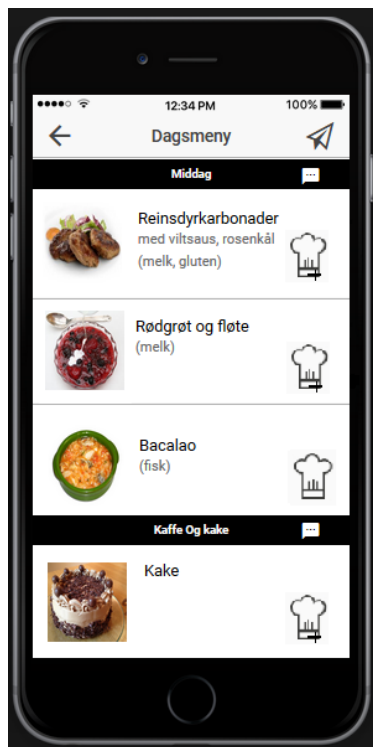 12:34 PM
100%
Dagsmeny
Middag
Reinsdyrkarbonader
med viltsaus, rosenkål
(melk, gluten)
Rødgrøt og fløte
(melk)
Bacalao
(fisk)
Kaffe Og kake
Kake